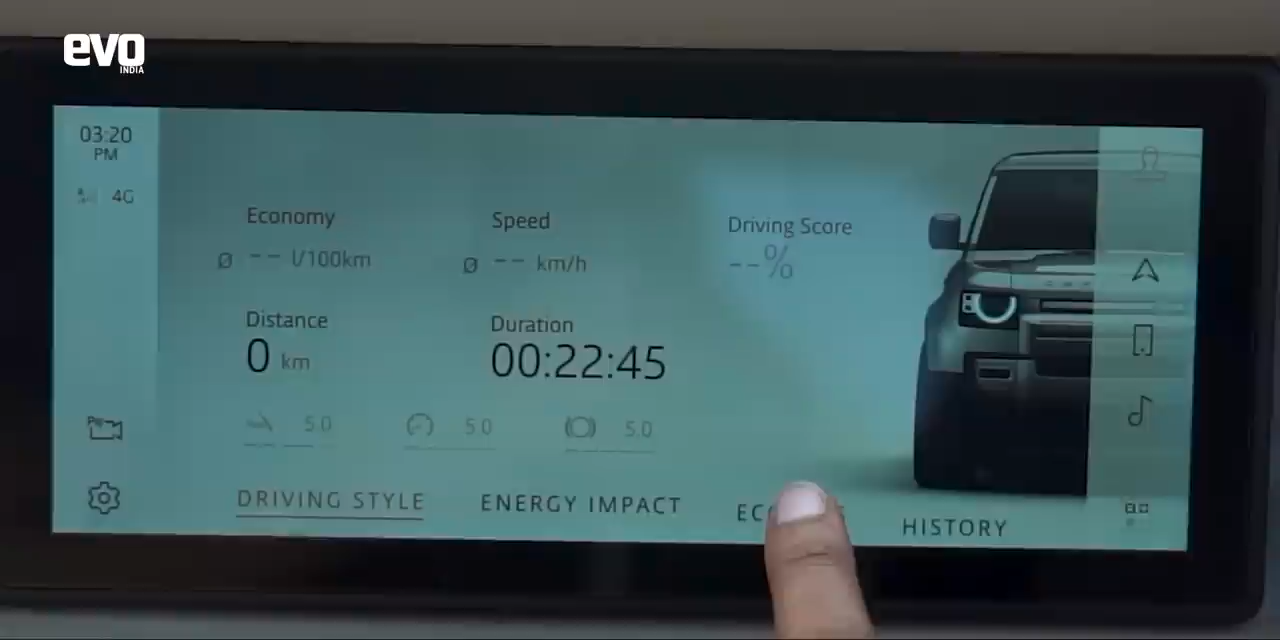 evo
INDIA
03:20
PM
4G
Economy
Speed
Driving Score
Ø -- l/100km
Ø -- km/h
--%
Distance
Duration
0 km
00:22:45
5.0
5.0
5.0
DRIVING STYLE
ENERGY IMPACT
HISTORY